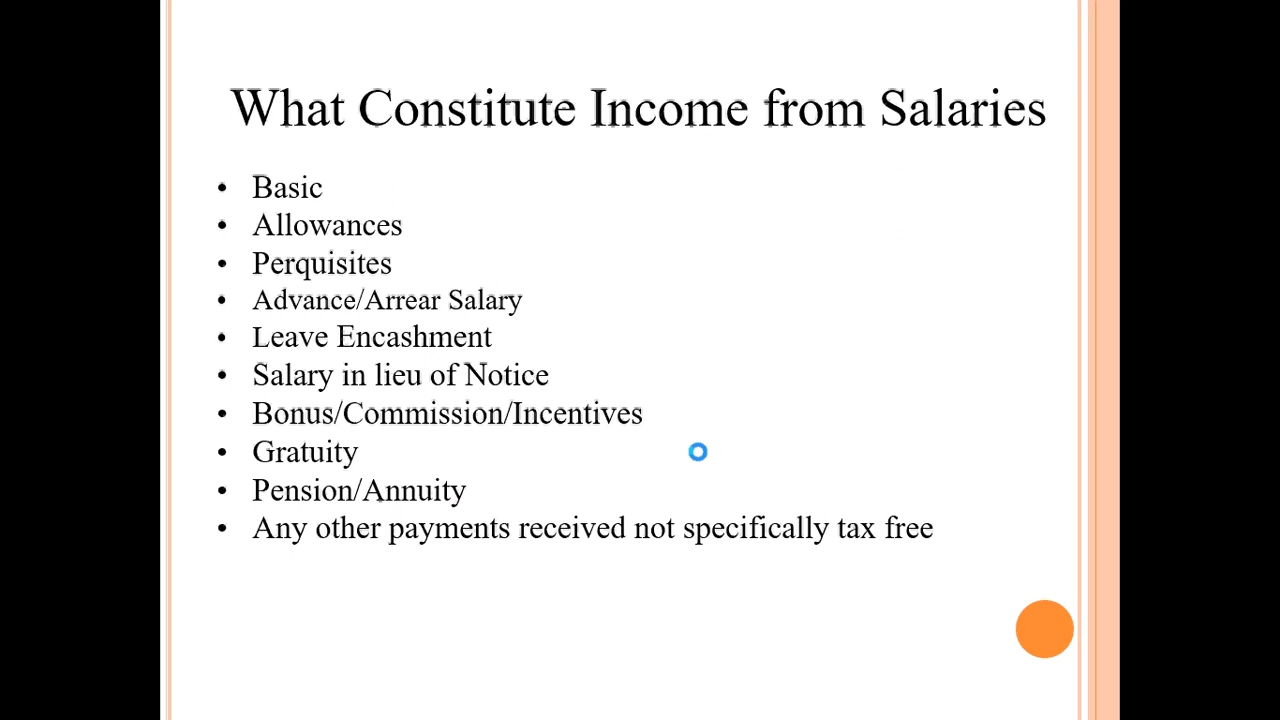 What Constitute Income from Salaries
• Basic
• Allowances
• Perquisites
• Advance/Arrear Salary
• Leave Encashment
• Salary in lieu of Notice
• Bonus/Commission/Incentives
• Gratuity
• Pension/Annuity
• Any other payments received not specifically tax free